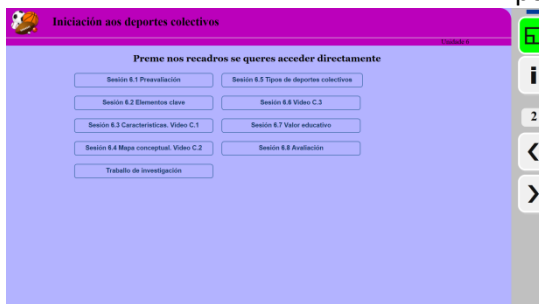 Iniciación aos deportes colectivos
Unidade 6
Preme nos recadros se queres acceder directamente
Sesión 6.1 Preavaliación
Sesión 6.5 Tipos de deportes colectivos
Sesión 6.2 Elementos clave
Sesión 6.6 Video C.3
Sesión 6.3 Características. Video C.1
Sesión 6.7 Valor educativo
Sesión 6.4 Mapa conceptual. Video C.2
Sesión 6.8 Avaliación
Traballo de investigación
i
2